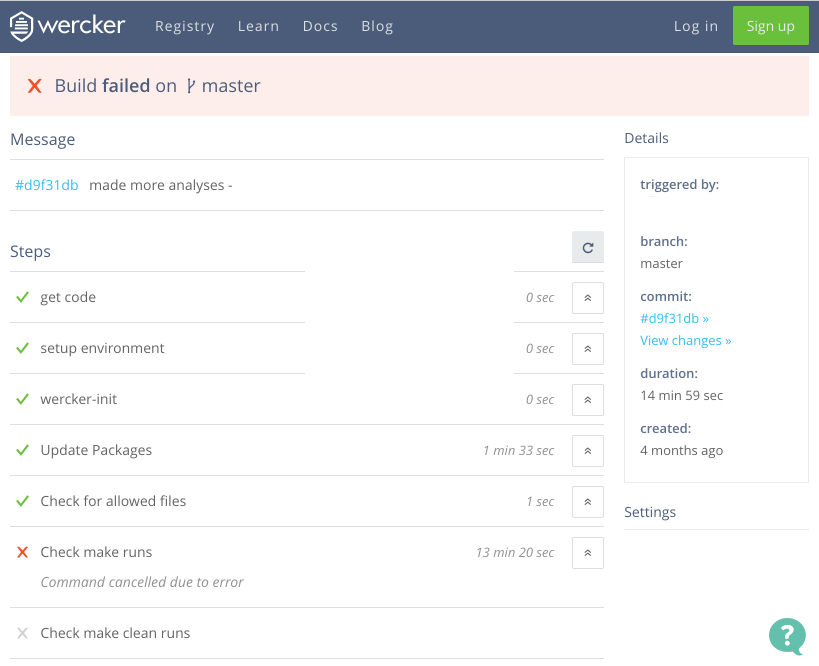 wercker Registry Learn Docs Blog Log in Sign up
Build failed on master
Message
#d9f31db made more analyses -
Steps
get code 0 sec
setup environment 0 sec
wercker-init 0 sec
Update Packages 1 min 33 sec
Check for allowed files 1 sec
Check make runs 13 min 20 sec
Command cancelled due to error
Check make clean runs
Details
triggered by:
branch:
master
commit:
#d9f31db »
View changes »
duration:
14 min 59 sec
created:
4 months ago
Settings
?